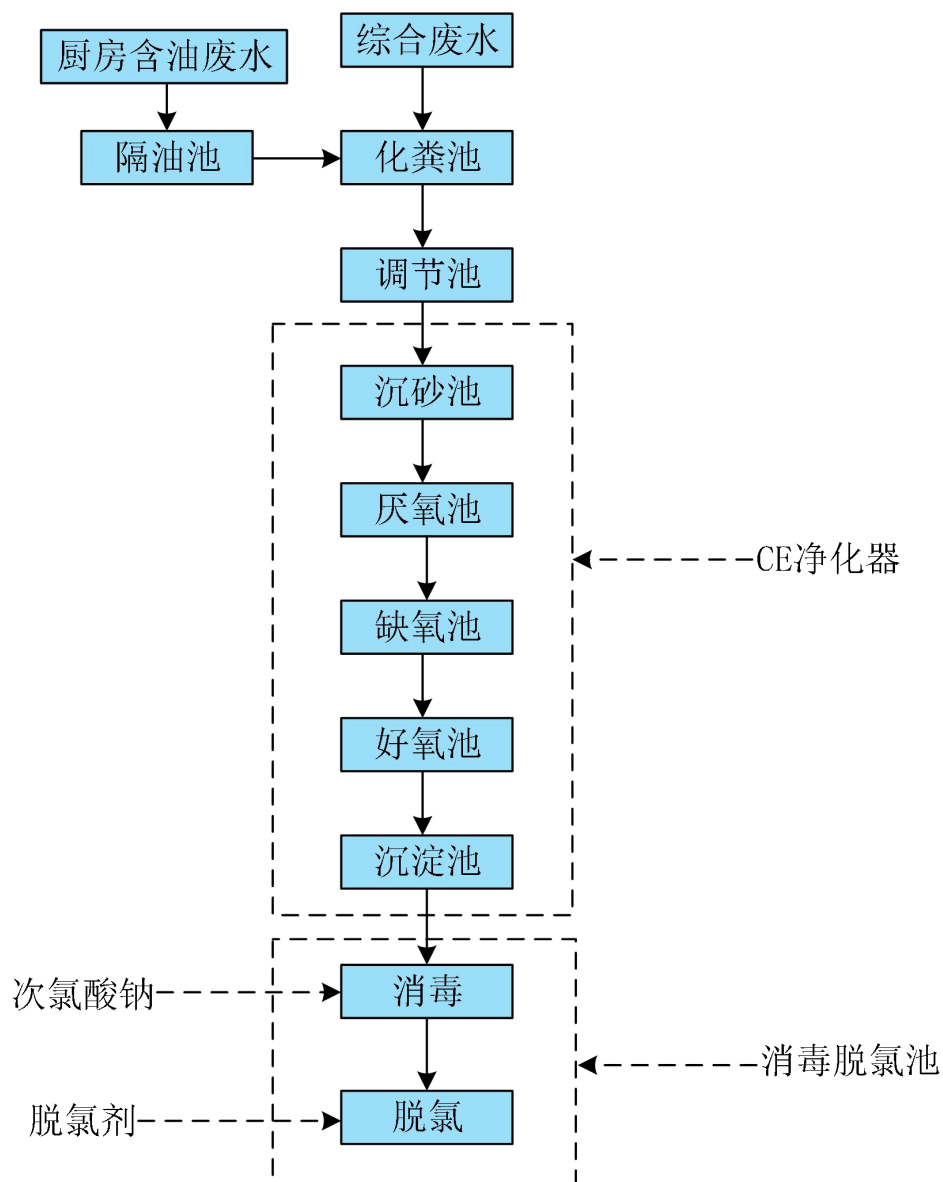 综合废水
厨房含油废水
隔油池
化粪池
调节池
沉砂池
厌氧池
CE净化器
缺氧池
好氧池
沉淀池
次氯酸钠
消毒
消毒脱氯池
脱氯剂
脱氯